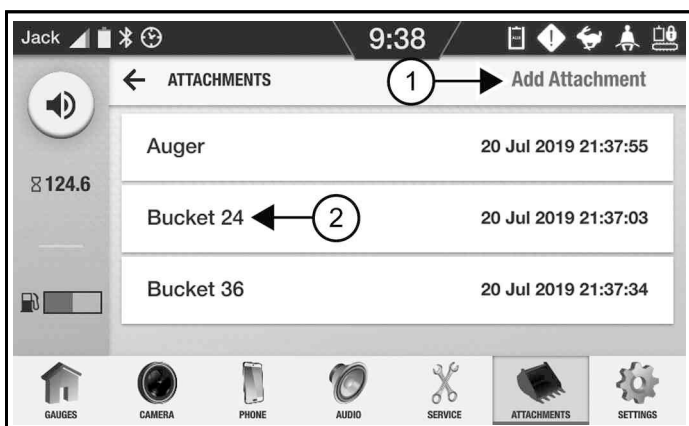 Jack 9:38
ATTACHMENTS 1 Add Attachment
Auger 20 Jul 2019 21:37:55
124.6
Bucket 24 2 20 Jul 2019 21:37:03
Bucket 36 20 Jul 2019 21:37:34
GAUGES CAMERA PHONE AUDIO SERVICE ATTACHMENTS SETTINGS